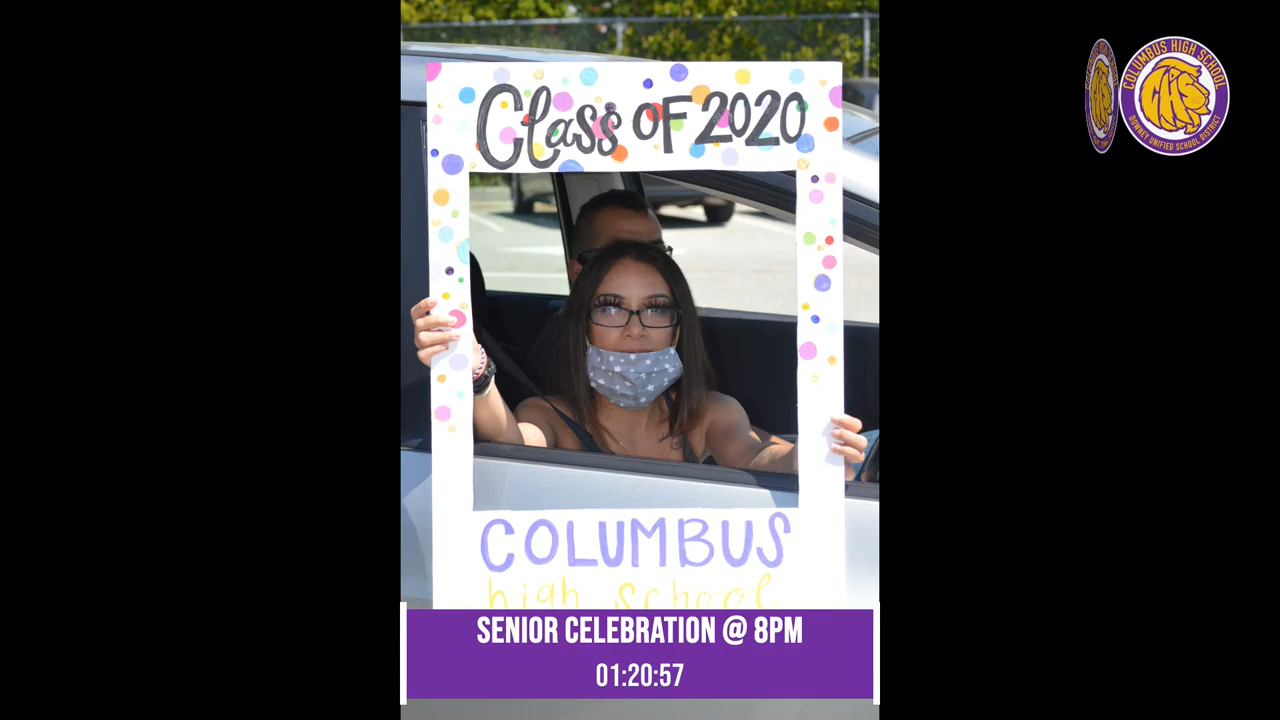 Class OF 2020
COLUMBUS
high school
SENIOR CELEBRATION @ 8PM
01:20:57
COLUMBUS HIGH SCHOOL
CHS
DOWNEY UNIFIED SCHOOL DISTRICT